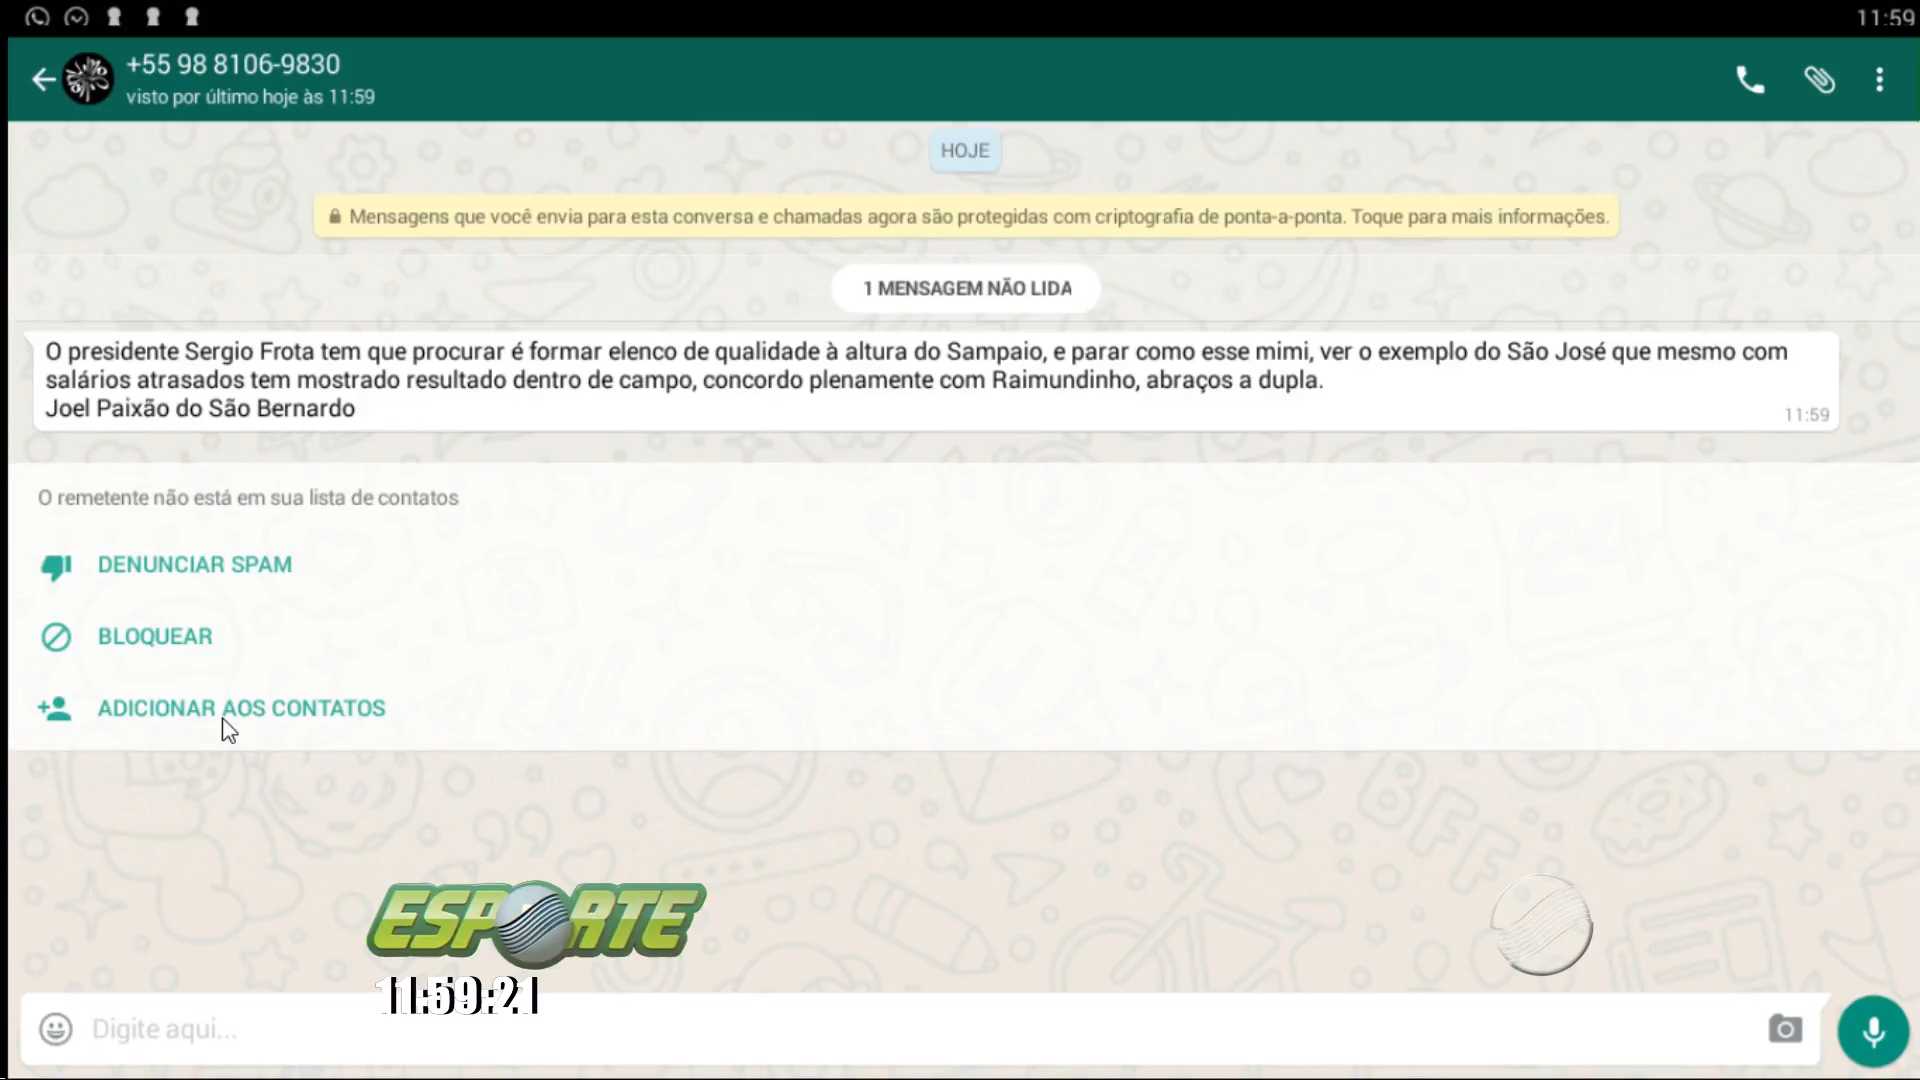 11:59
+55 98 8106-9830
visto por último hoje às 11:59
HOJE
Mensagens que você envia para esta conversa e chamadas agora são protegidas com criptografia de ponta-a-ponta. Toque para mais informações.
1 MENSAGEM NÃO LIDA
O presidente Sergio Frota tem que procurar é formar elenco de qualidade à altura do Sampaio, e parar como esse mimi, ver o exemplo do São José que mesmo com
salários atrasados tem mostrado resultado dentro de campo, concordo plenamente com Raimundinho, abraços a dupla.
Joel Paixão do São Bernardo
11:59
O remetente não está em sua lista de contatos
DENUNCIAR SPAM
BLOQUEAR
ADICIONAR AOS CONTATOS
ESPORTE
11:59:21
Digite aqui...